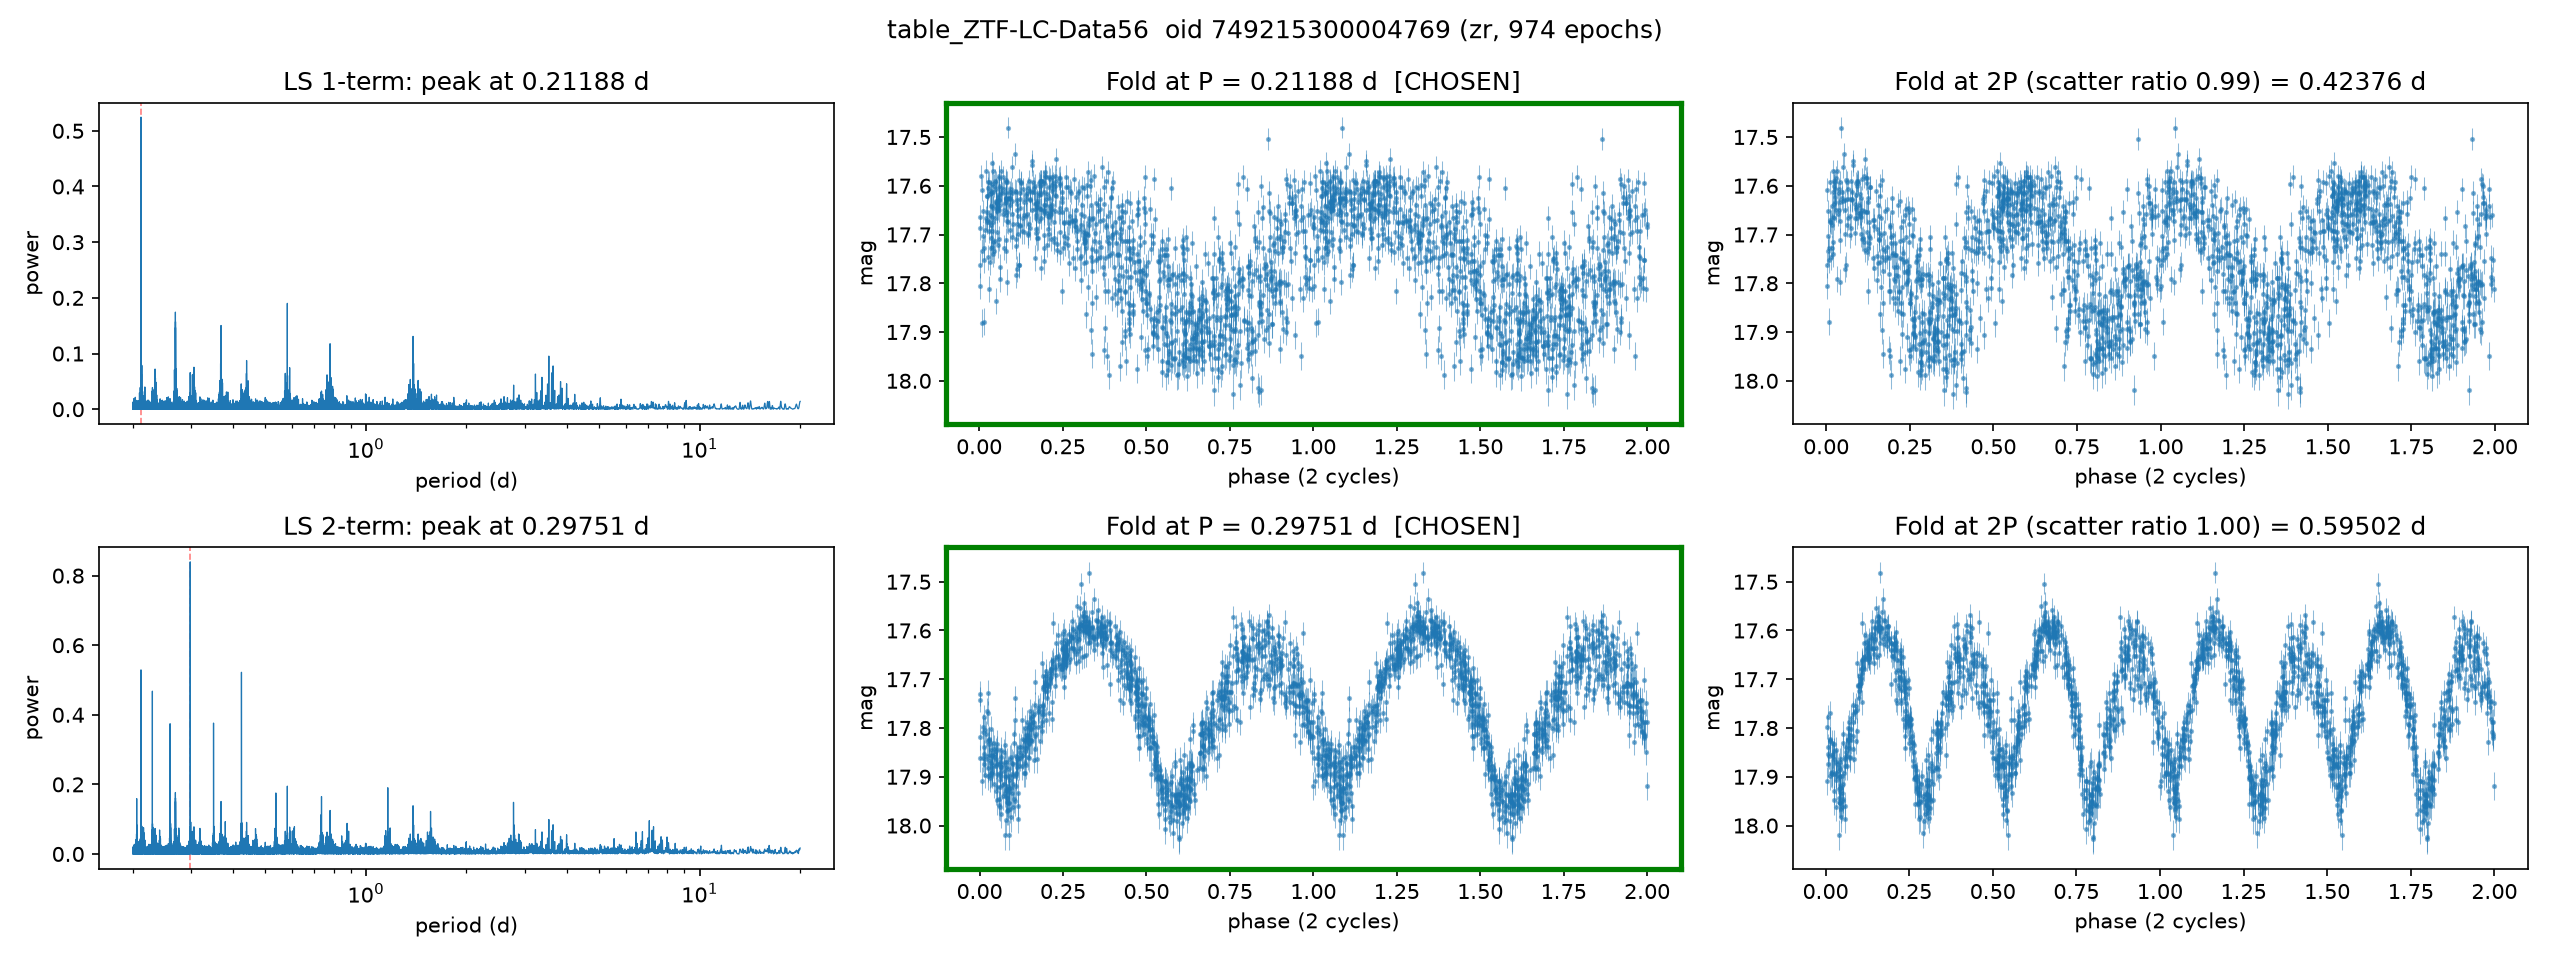 table_ZTF-LC-Data56  oid 749215300004769 (zr, 974 epochs)
LS 1-term: peak at 0.21188 d
power
0.5
0.4
0.3
0.2
0.1
0.0
10⁰
10¹
period (d)
Fold at P = 0.21188 d  [CHOSEN]
mag
17.5
17.6
17.7
17.8
17.9
18.0
0.00 0.25 0.50 0.75 1.00 1.25 1.50 1.75 2.00
phase (2 cycles)
Fold at 2P (scatter ratio 0.99) = 0.42376 d
mag
17.5
17.6
17.7
17.8
17.9
18.0
0.00 0.25 0.50 0.75 1.00 1.25 1.50 1.75 2.00
phase (2 cycles)
LS 2-term: peak at 0.29751 d
power
0.8
0.6
0.4
0.2
0.0
10⁰
10¹
period (d)
Fold at P = 0.29751 d  [CHOSEN]
mag
17.5
17.6
17.7
17.8
17.9
18.0
0.00 0.25 0.50 0.75 1.00 1.25 1.50 1.75 2.00
phase (2 cycles)
Fold at 2P (scatter ratio 1.00) = 0.59502 d
mag
17.5
17.6
17.7
17.8
17.9
18.0
0.00 0.25 0.50 0.75 1.00 1.25 1.50 1.75 2.00
phase (2 cycles)